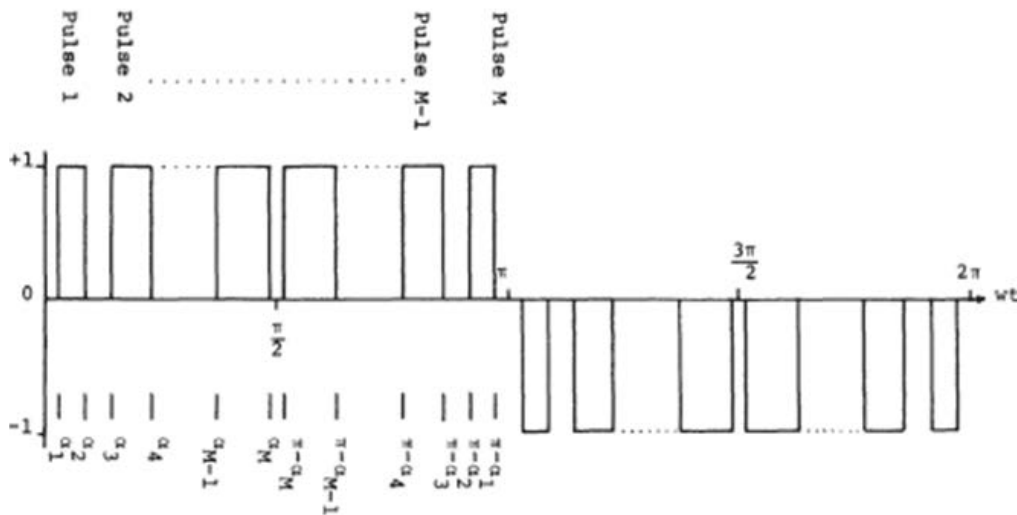 Pulse 1
Pulse 2
Pulse M-1
Pulse M
+1
0
-1
π/2
π
3π/2
2π
wt
α1
α2
α3
α4
αM-1
αM
π-αM
π-αM-1
π-α4
π-α3
π-α2
π-α1